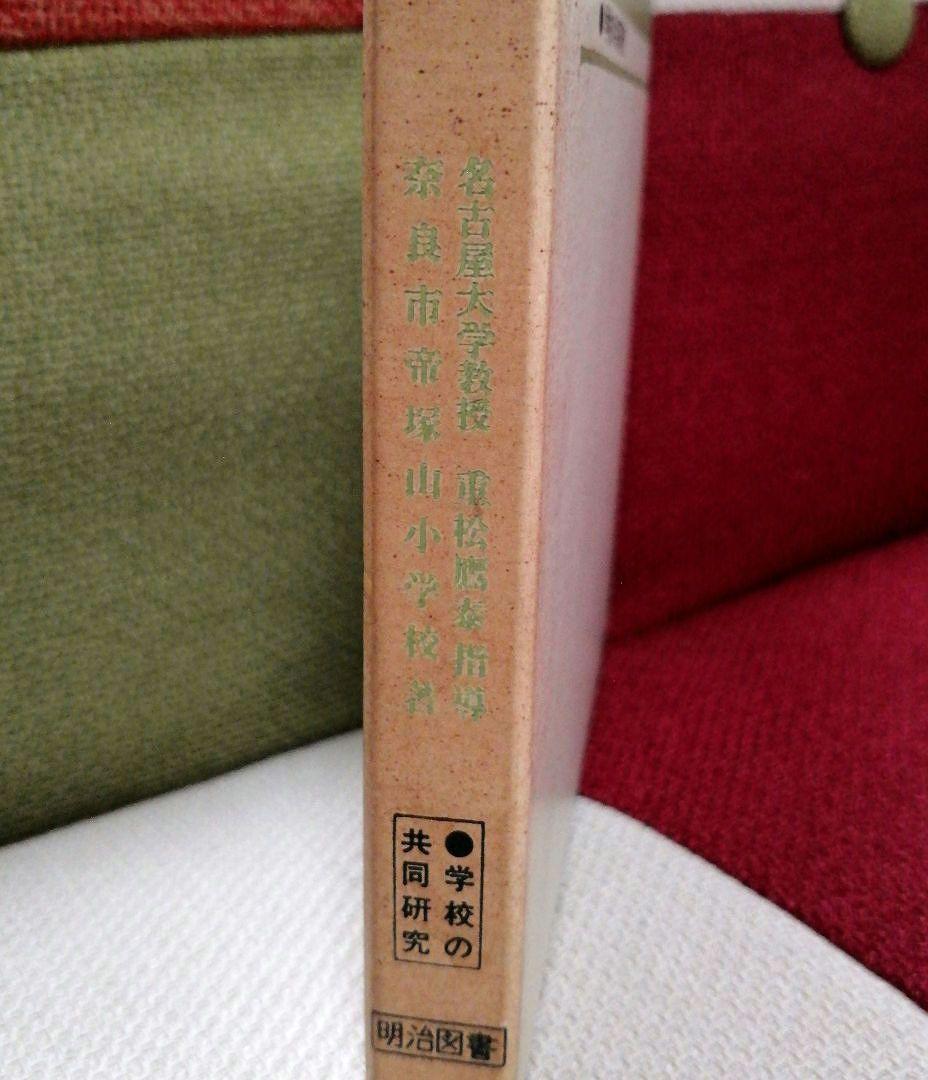 名古屋大学教授 重松鷹泰指導
奈良市帝塚山小学校著
●学校の
共同研究
明治図書